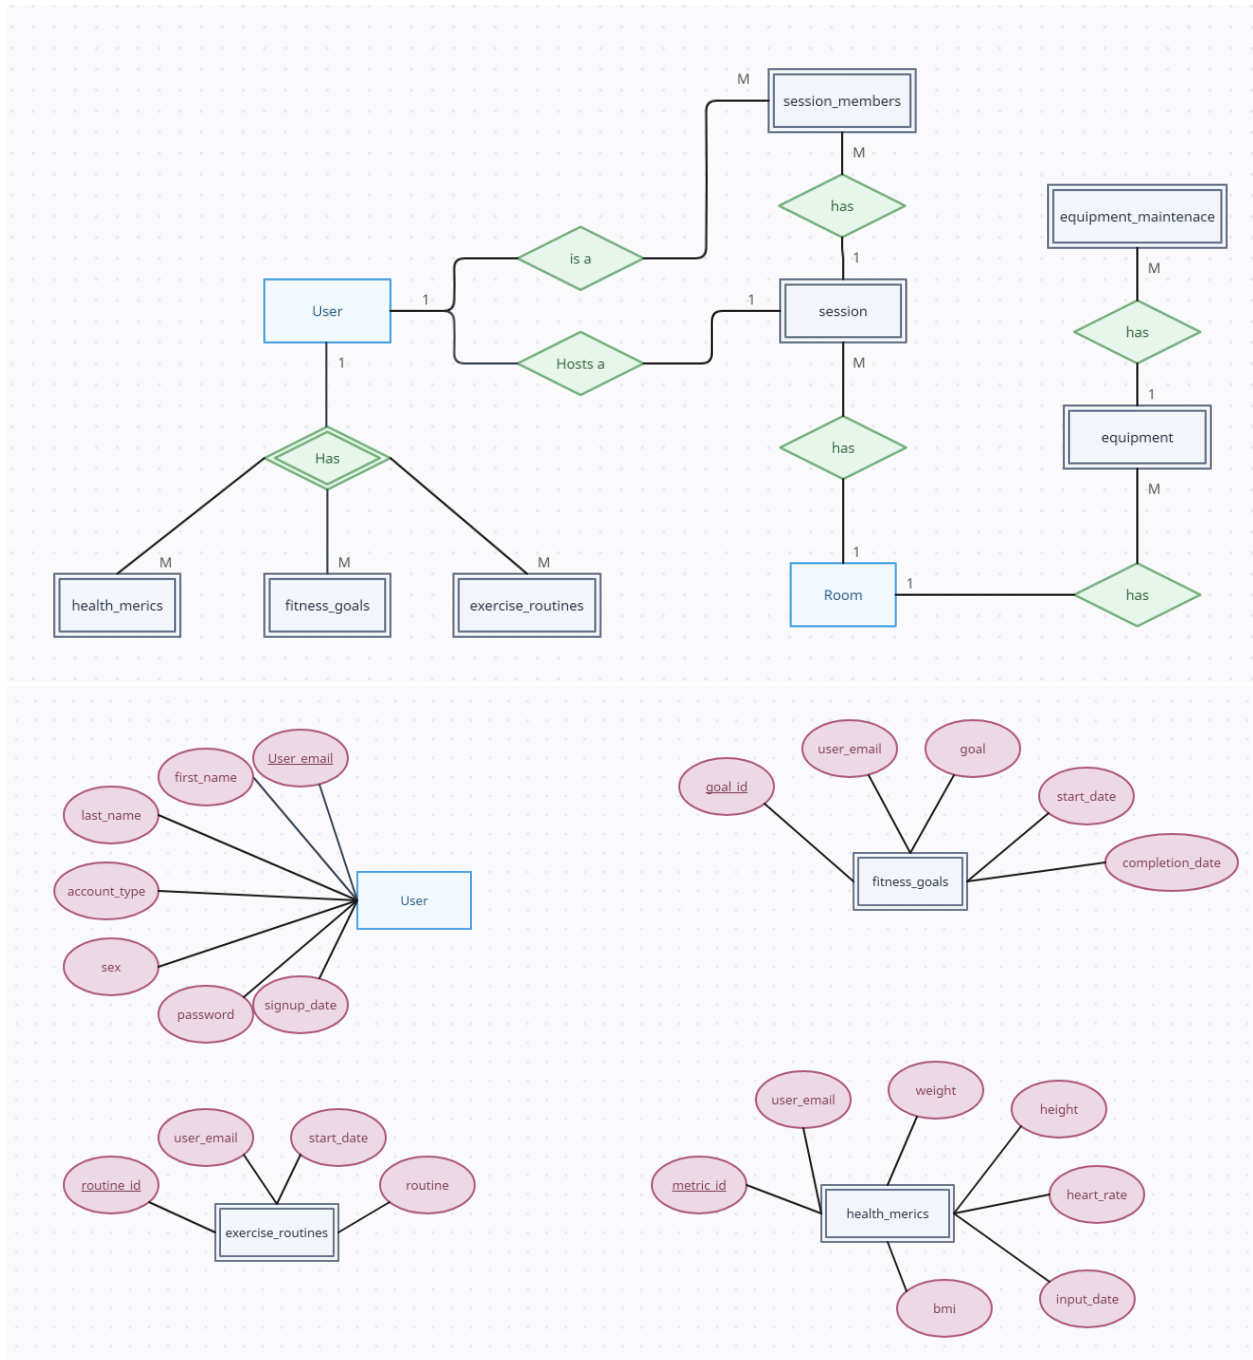 M
session_members
M
has
equipment_maintenace
is a
1
M
User
1
1
session
has
Hosts a
1
M
1
Has
has
equipment
M
M
M
M
1
health_merics
fitness_goals
exercise_routines
Room
1
has
User_email
first_name
last_name
account_type
User
sex
password
signup_date
user_email
goal
goal_id
start_date
completion_date
fitness_goals
user_email
start_date
routine_id
routine
exercise_routines
weight
user_email
height
metric_id
heart_rate
health_merics
input_date
bmi